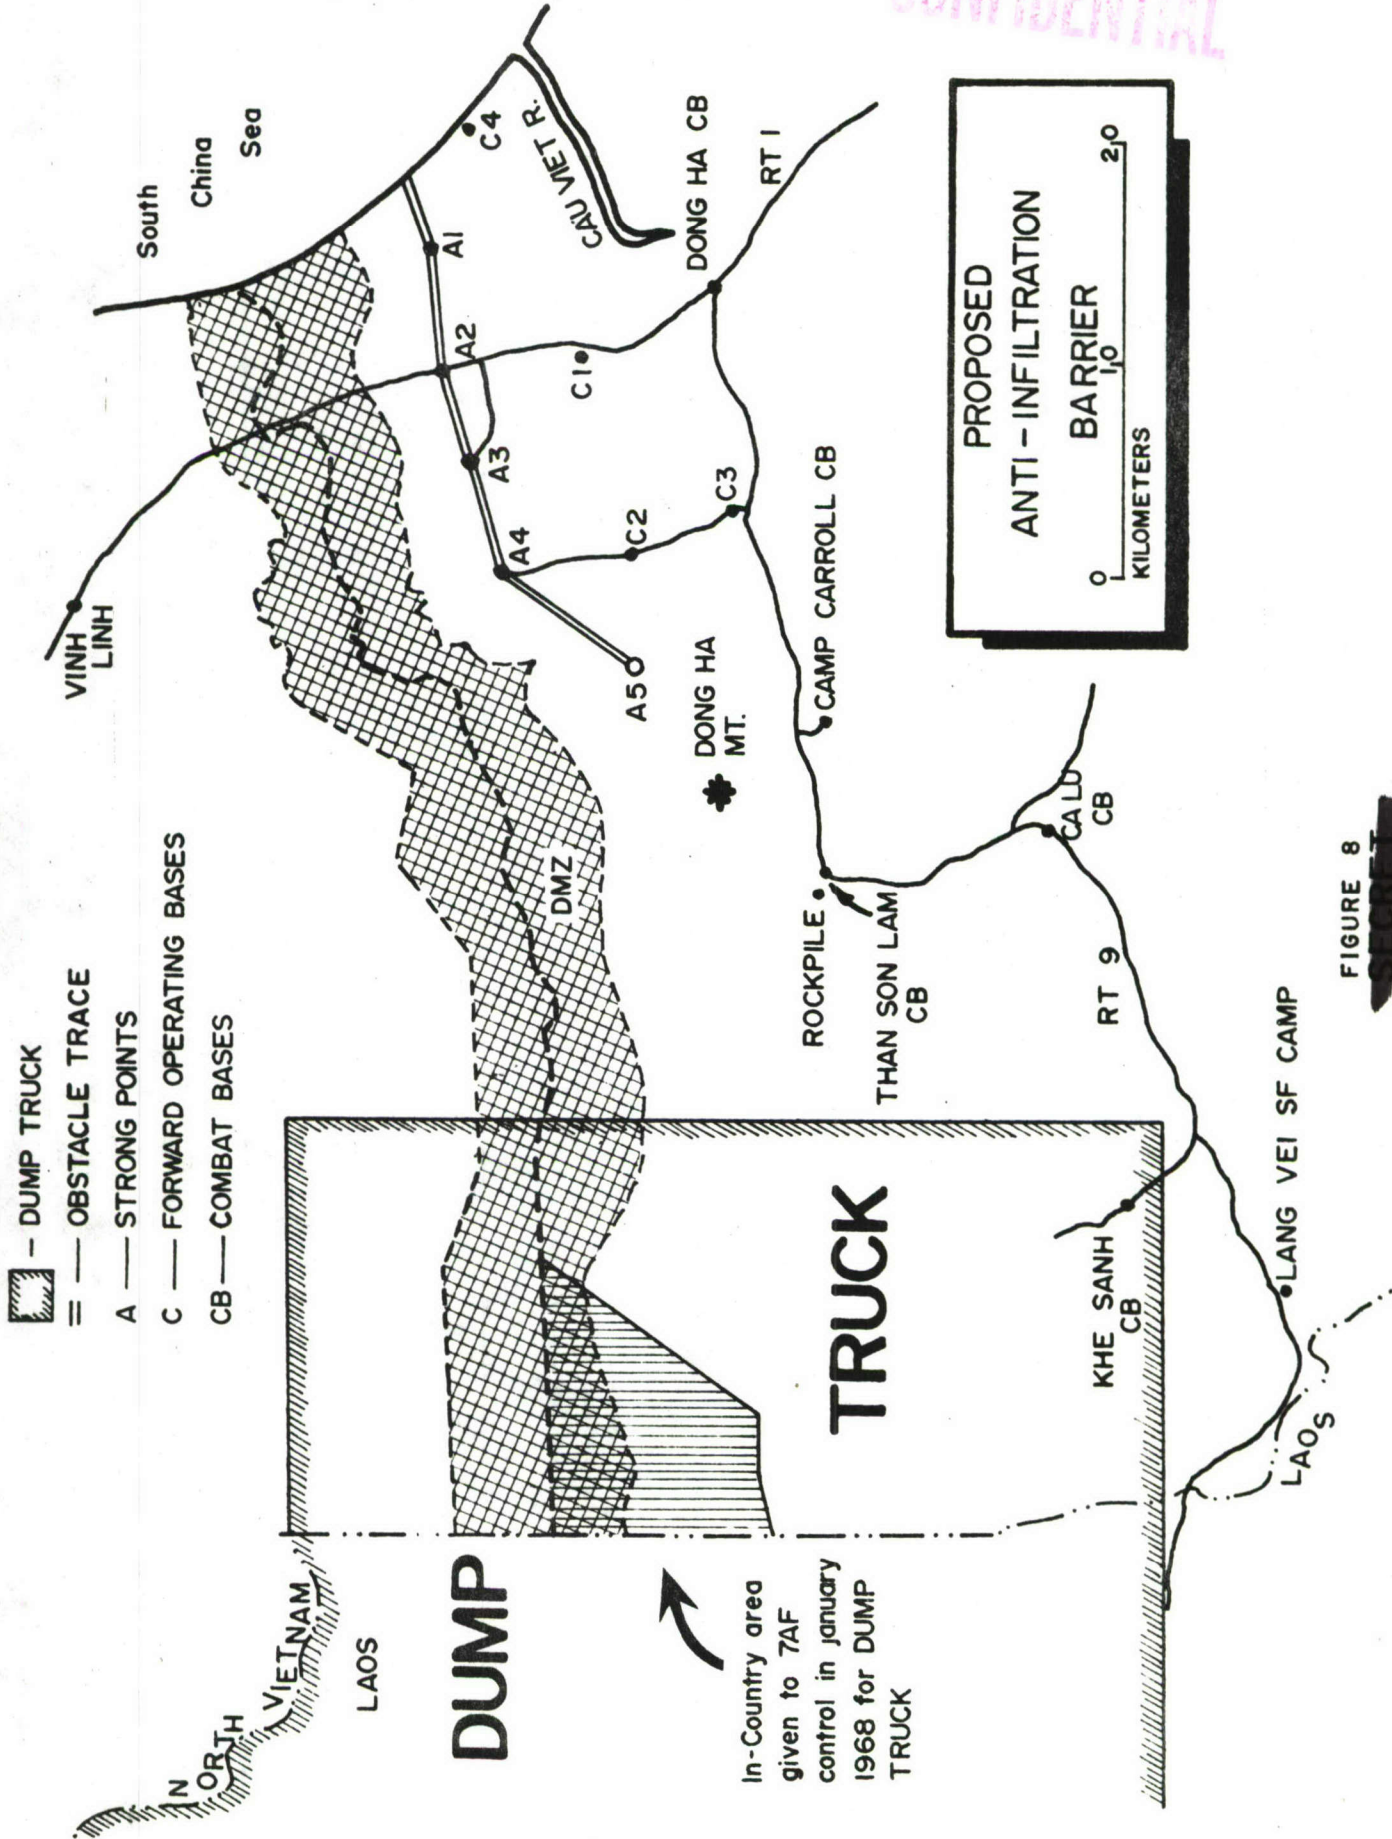 CONFIDENTIAL
▨ - DUMP TRUCK
= — OBSTACLE TRACE
A — STRONG POINTS
C — FORWARD OPERATING BASES
CB — COMBAT BASES
South
China
Sea
VINH
LINH
NORTH VIETNAM
LAOS
DUMP
TRUCK
DMZ
A1
A2
A3
A4
A5
C1
C2
C3
C4
CAU VIET R.
DONG HA CB
RT 1
DONG HA
MT.
CAMP CARROLL CB
ROCKPILE
THAN SON LAM
CB
CA LU
CB
RT 9
KHE SANH
CB
LANG VEI SF CAMP
LAOS
In-Country area
given to 7AF
control in january
1968 for DUMP
TRUCK
PROPOSED
ANTI - INFILTRATION
BARRIER
0 10 20
KILOMETERS
FIGURE 8
SECRET